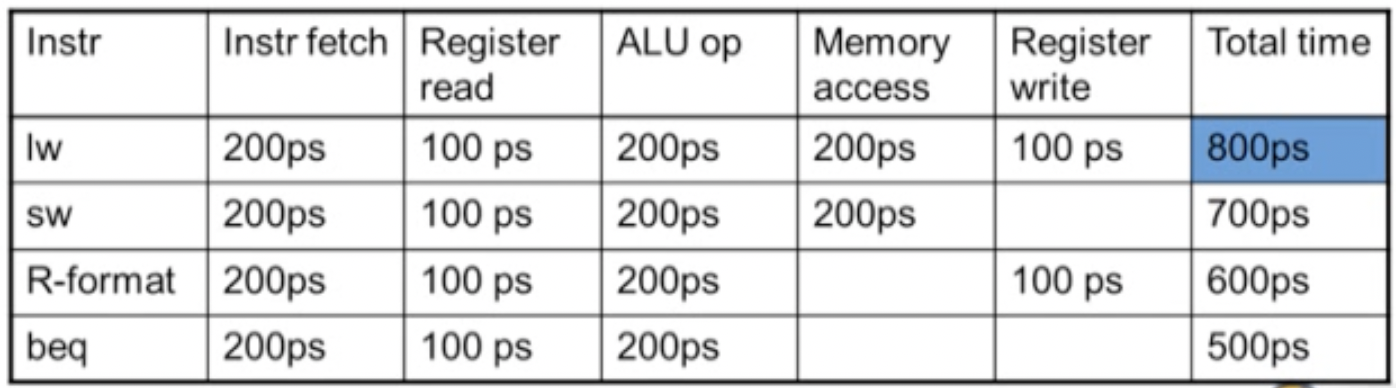 Instr Instr fetch Register read ALU op Memory access Register write Total time
lw 200ps 100 ps 200ps 200ps 100 ps 800ps
sw 200ps 100 ps 200ps 200ps 700ps
R-format 200ps 100 ps 200ps 100 ps 600ps
beq 200ps 100 ps 200ps 500ps